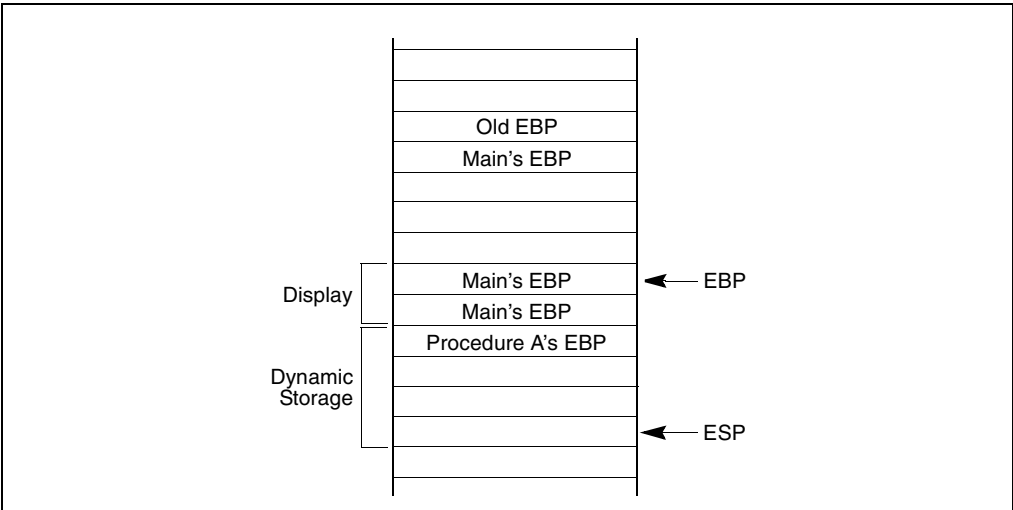 Old EBP
Main's EBP
Display
Main's EBP
EBP
Main's EBP
Procedure A's EBP
Dynamic
Storage
ESP